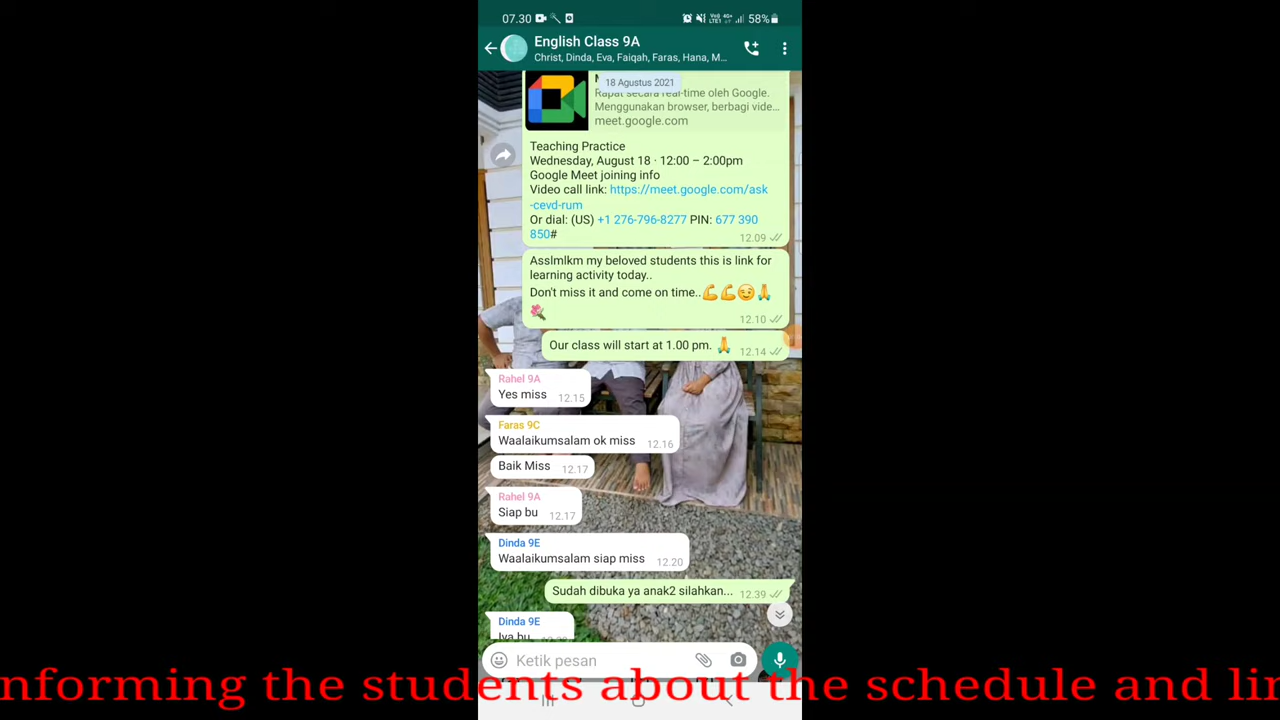 07.30
58%
English Class 9A
Christ, Dinda, Eva, Faiqah, Faras, Hana, M...
18 Agustus 2021
Rapat secara real-time oleh Google.
Menggunakan browser, berbagi vide...
meet.google.com
Teaching Practice
Wednesday, August 18 · 12:00 – 2:00pm
Google Meet joining info
Video call link: https://meet.google.com/ask
-cevd-rum
Or dial: (US) +1 276-796-8277 PIN: 677 390
850#
12.09
Asslmlkm my beloved students this is link for
learning activity today..
Don't miss it and come on time..💪💪😏🙏
🌷
12.10
Our class will start at 1.00 pm. 🙏 12.14
Rahel 9A
Yes miss 12.15
Faras 9C
Waalaikumsalam ok miss 12.16
Baik Miss 12.17
Rahel 9A
Siap bu 12.17
Dinda 9E
Waalaikumsalam siap miss 12.20
Sudah dibuka ya anak2 silahkan... 12.39
Dinda 9E
Iya bu
Ketik pesan
nforming the students about the schedule and lin